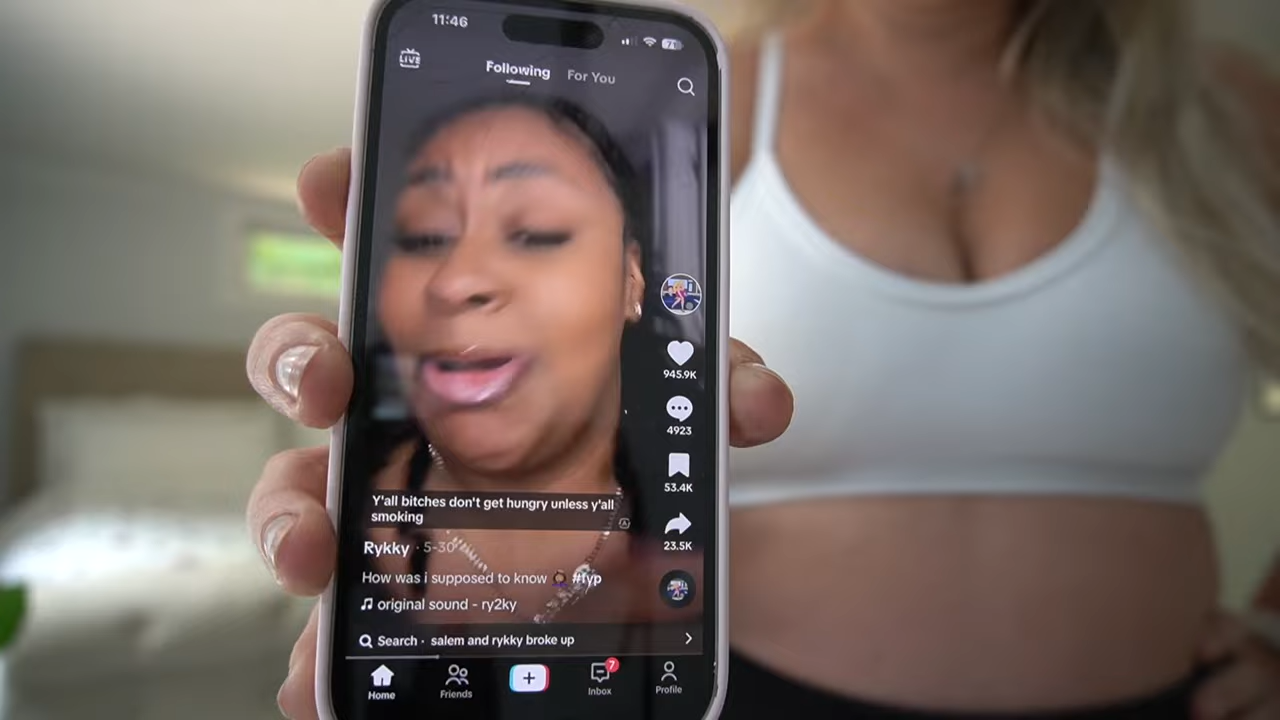 11:46
71
LIVE
Following
For You
945.9K
4923
53.4K
23.5K
Y'all bitches don't get hungry unless y'all
smoking
Rykky · 5-30
How was i supposed to know 🤦🏾‍♀️ #fyp
original sound - ry2ky
Search · salem and rykky broke up
Home
Friends
7
Inbox
Profile